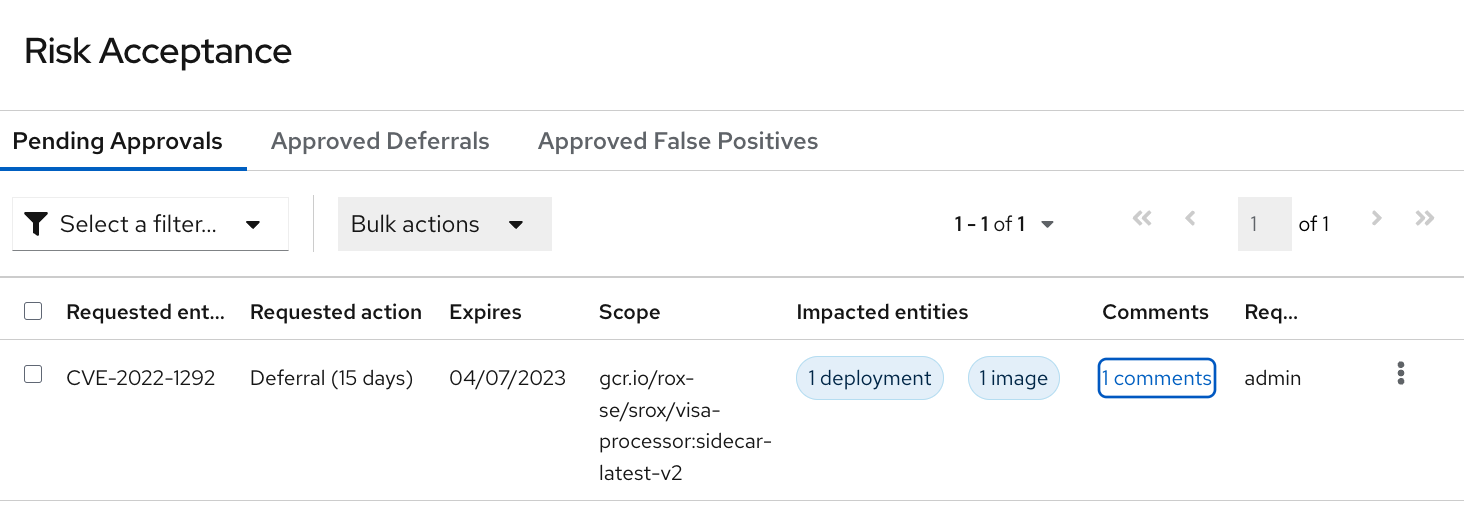 Risk Acceptance
Pending Approvals Approved Deferrals Approved False Positives
Select a filter... Bulk actions 1 - 1 of 1 1 of 1
Requested ent... Requested action Expires Scope Impacted entities Comments Req...
CVE-2022-1292 Deferral (15 days) 04/07/2023 gcr.io/rox- 1 deployment 1 image 1 comments admin
se/srox/visa-
processor:sidecar-
latest-v2